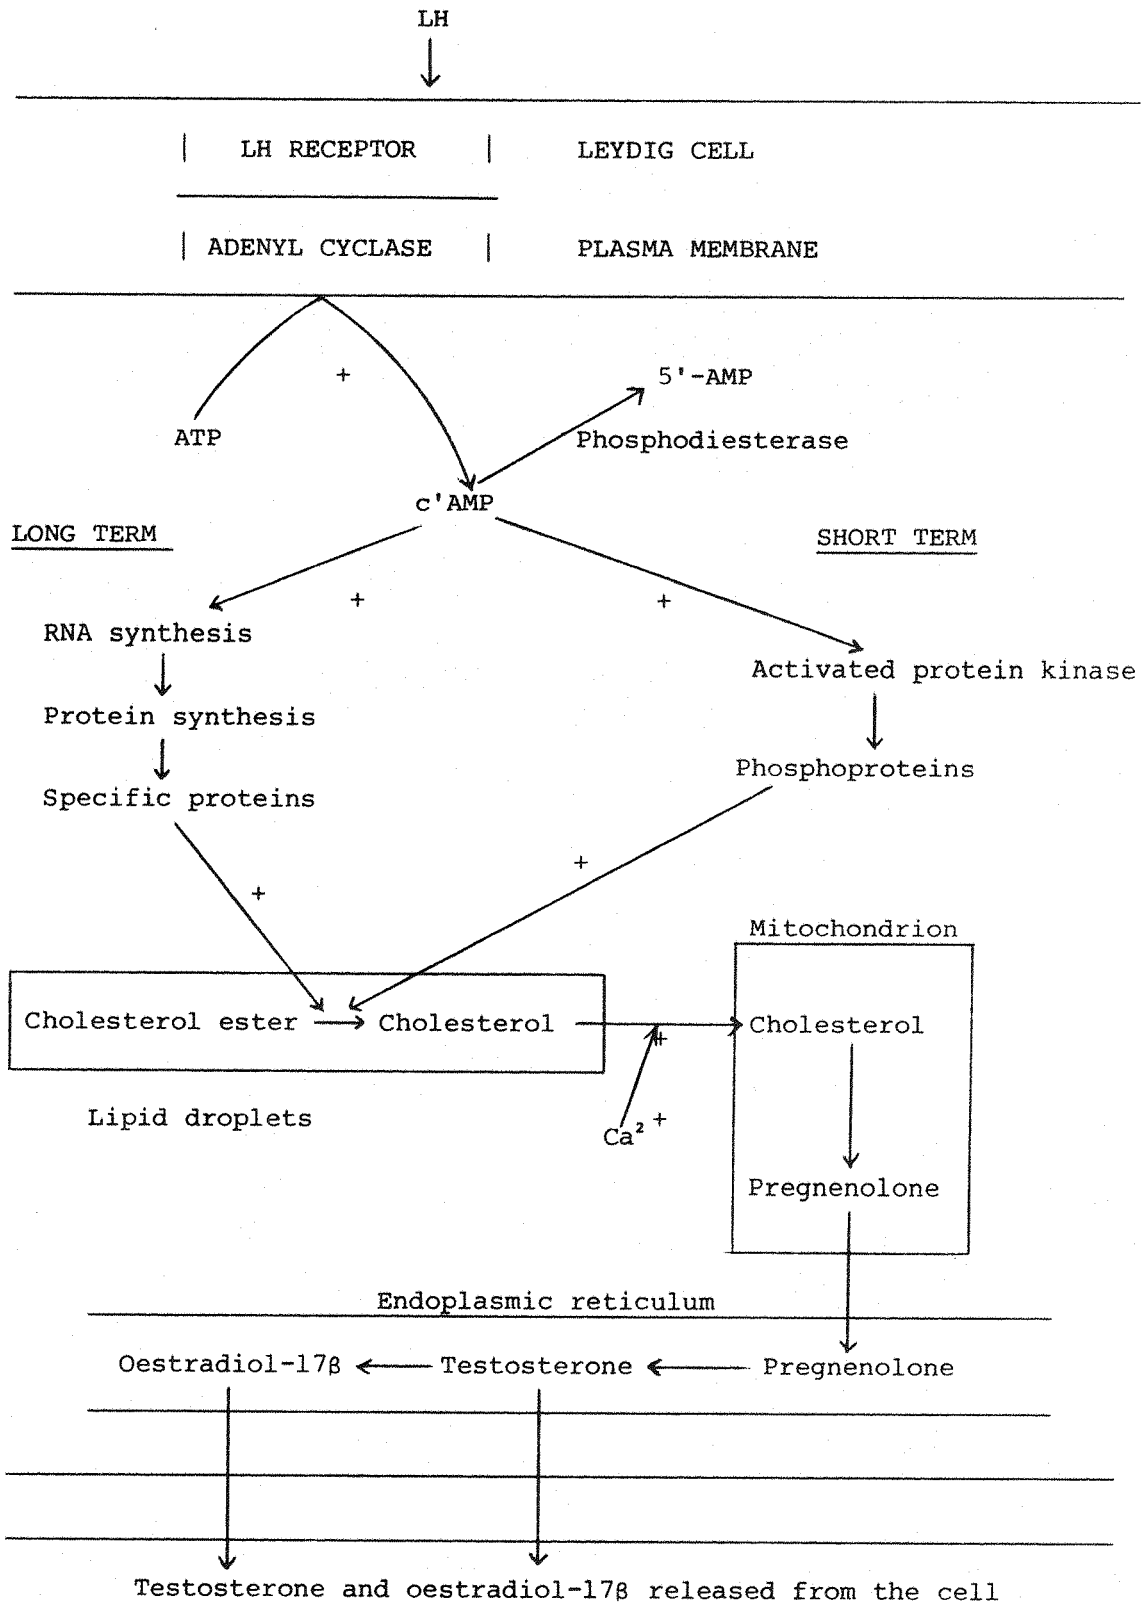 LH
LH RECEPTOR LEYDIG CELL
ADENYL CYCLASE PLASMA MEMBRANE
+
5'-AMP
ATP
Phosphodiesterase
c'AMP
LONG TERM
SHORT TERM
+ +
RNA synthesis
Activated protein kinase
Protein synthesis
Phosphoproteins
Specific proteins
+
+
Mitochondrion
Cholesterol ester Cholesterol Cholesterol
+
Lipid droplets
Ca²+
Pregnenolone
Endoplasmic reticulum
Oestradiol-17β Testosterone Pregnenolone
Testosterone and oestradiol-17β released from the cell